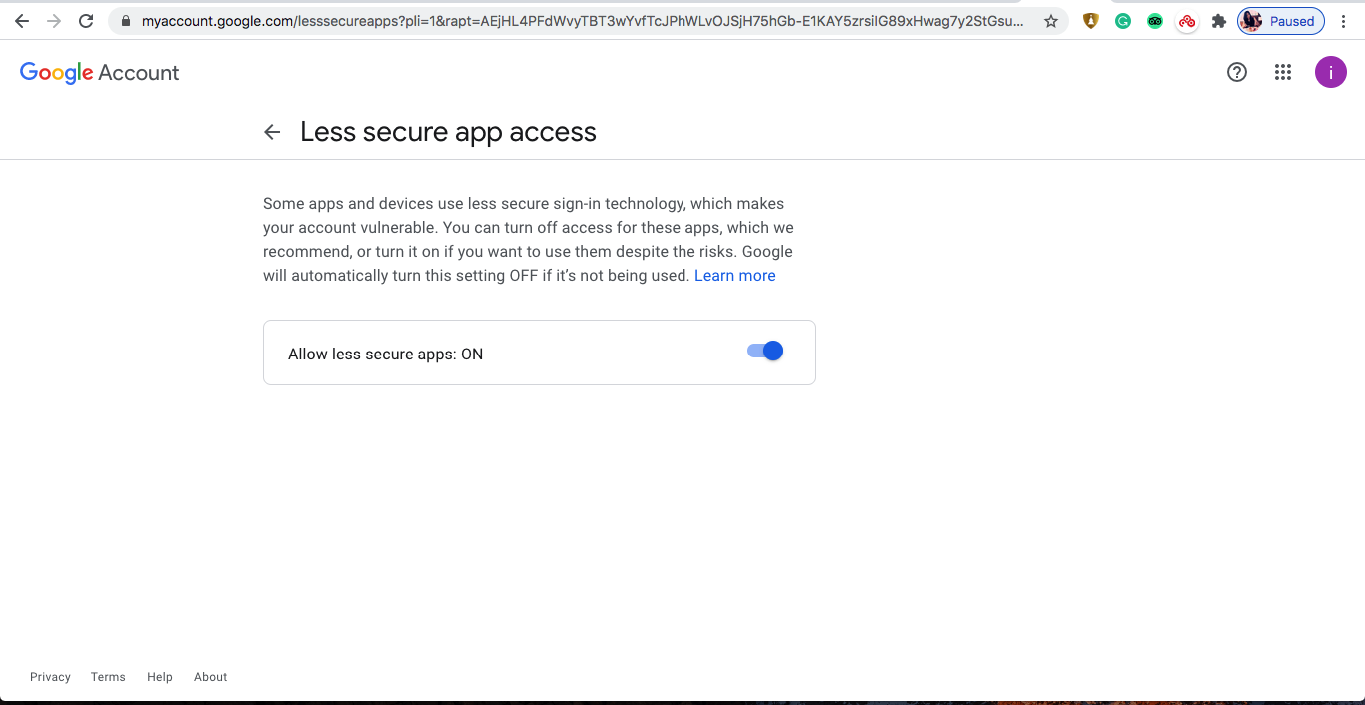 myaccount.google.com/lesssecureapps?pli=1&rapt=AEjHL4PFdWvyTBT3wYvfTcJPhWLvOJSjH75hGb-E1KAY5zrsiIG89xHwag7y2StGsu...
Paused
Google Account
i
Less secure app access
Some apps and devices use less secure sign-in technology, which makes
your account vulnerable. You can turn off access for these apps, which we
recommend, or turn it on if you want to use them despite the risks. Google
will automatically turn this setting OFF if it’s not being used. Learn more
Allow less secure apps: ON
Privacy Terms Help About